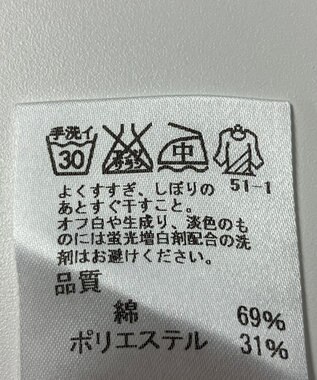 手洗イ
30 中
51-1
よくすすぎ、しぼりの
あとすぐ干すこと。
オフ白や生成り、淡色のも
のには蛍光増白剤配合の洗
剤はお避けください。
品質
綿 69%
ポリエステル 31%